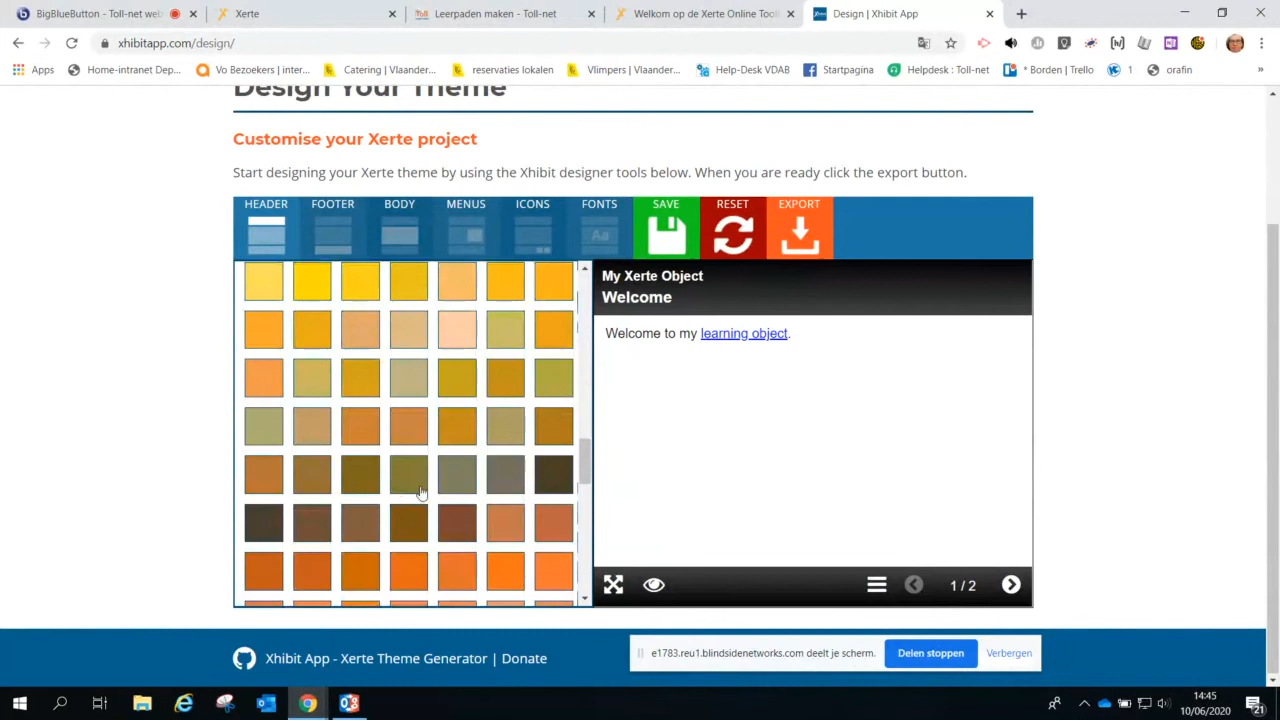 BigBlueButton - Toll-net web
Xerte
Leerpaden maken - Toll-net
Welkom op de Xerte Online Tool
Design | Xhibit App
xhibitapp.com/design/
Apps
Home-intranet Dep...
Vo Bezoekers | inter...
Catering | Vlaander...
reservaties lokalen
Vlimpers | Vlaander...
Help-Desk VDAB
Startpagina
Helpdesk : Toll-net
* Borden | Trello
1
orafin
»
Design Your Theme
Customise your Xerte project
Start designing your Xerte theme by using the Xhibit designer tools below. When you are ready click the export button.
HEADER FOOTER BODY MENUS ICONS FONTS SAVE RESET EXPORT
Aa
My Xerte Object
Welcome
Welcome to my learning object.
1 / 2
Xhibit App - Xerte Theme Generator | Donate
e1783.reu1.blindsidenetworks.com deelt je scherm.
Delen stoppen
Verbergen
14:45
10/06/2020
21